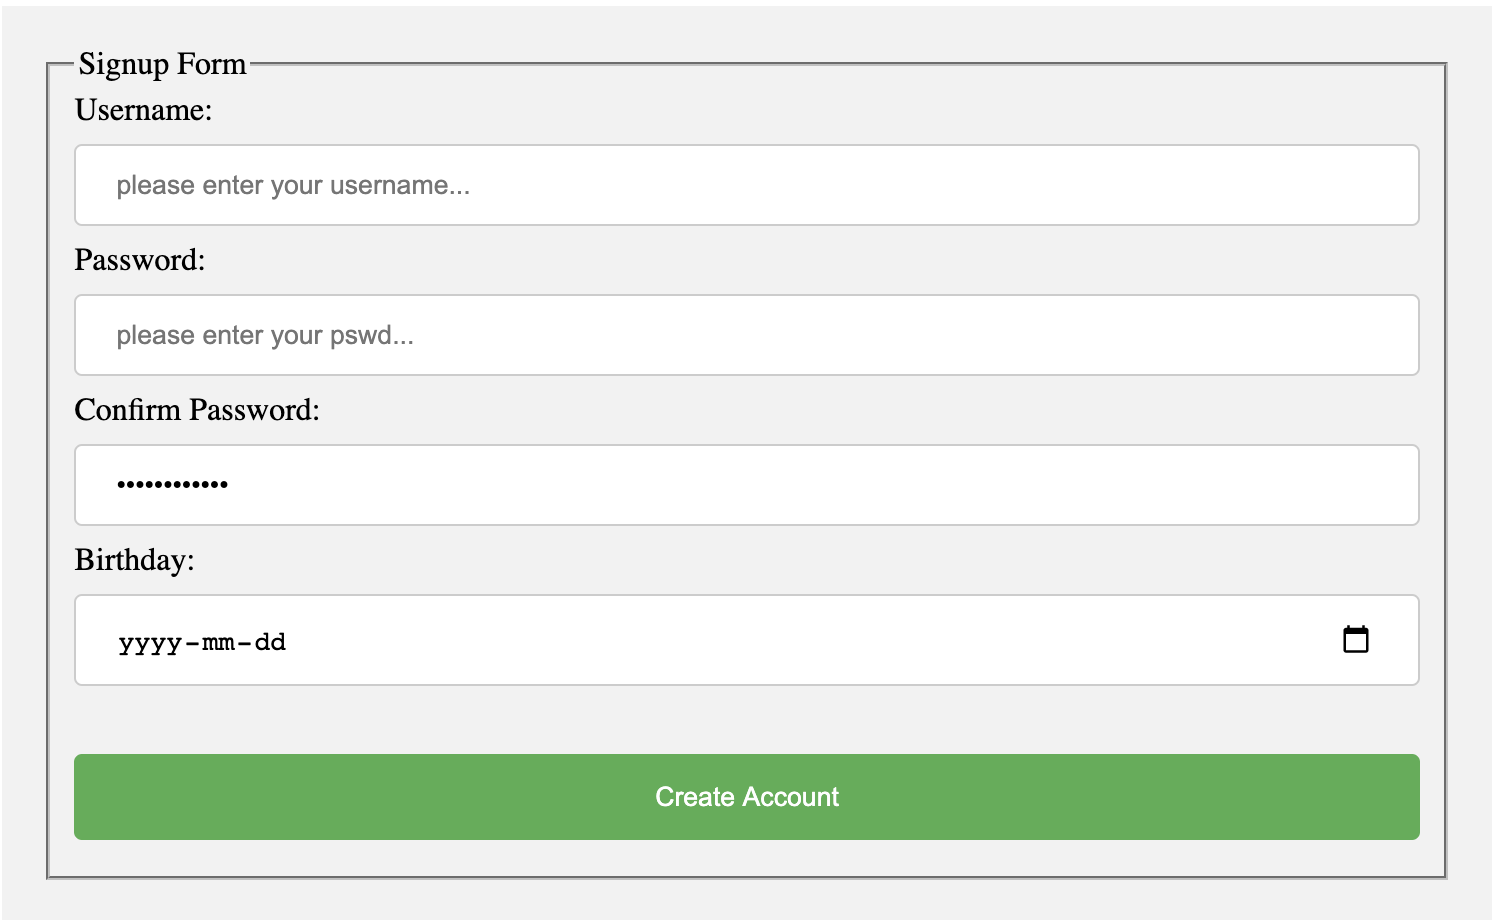 Signup Form
Username:
please enter your username...
Password:
please enter your pswd...
Confirm Password:
••••••••••••
Birthday:
yyyy-mm-dd
Create Account